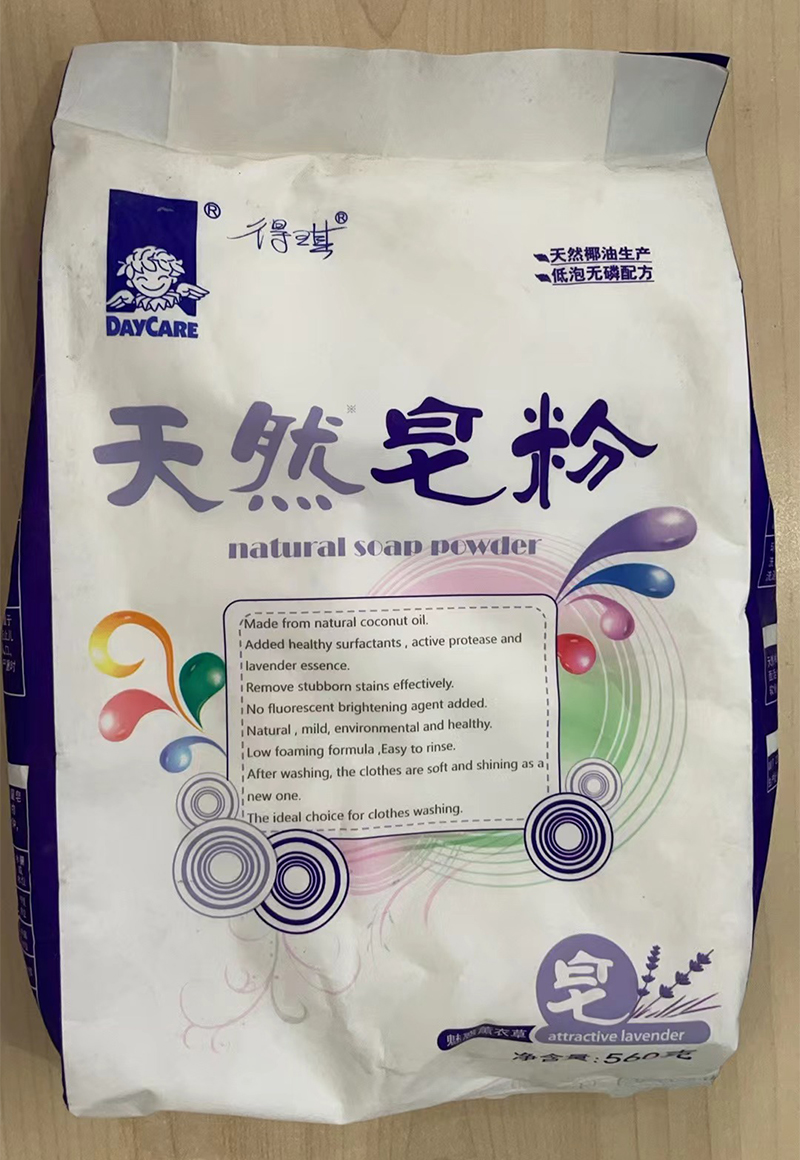 DAYCARE ®
得琪®
天然椰油生产
低泡无磷配方
天然※皂粉
natural soap powder
Made from natural coconut oil.
Added healthy surfactants , active protease and
lavender essence.
Remove stubborn stains effectively.
No fluorescent brightening agent added.
Natural , mild, environmental and healthy.
Low foaming formula ,Easy to rinse.
After washing, the clothes are soft and shining as a
new one.
The ideal choice for clothes washing.
皂
魅惑薰衣草 attractive lavender
净含量:560克